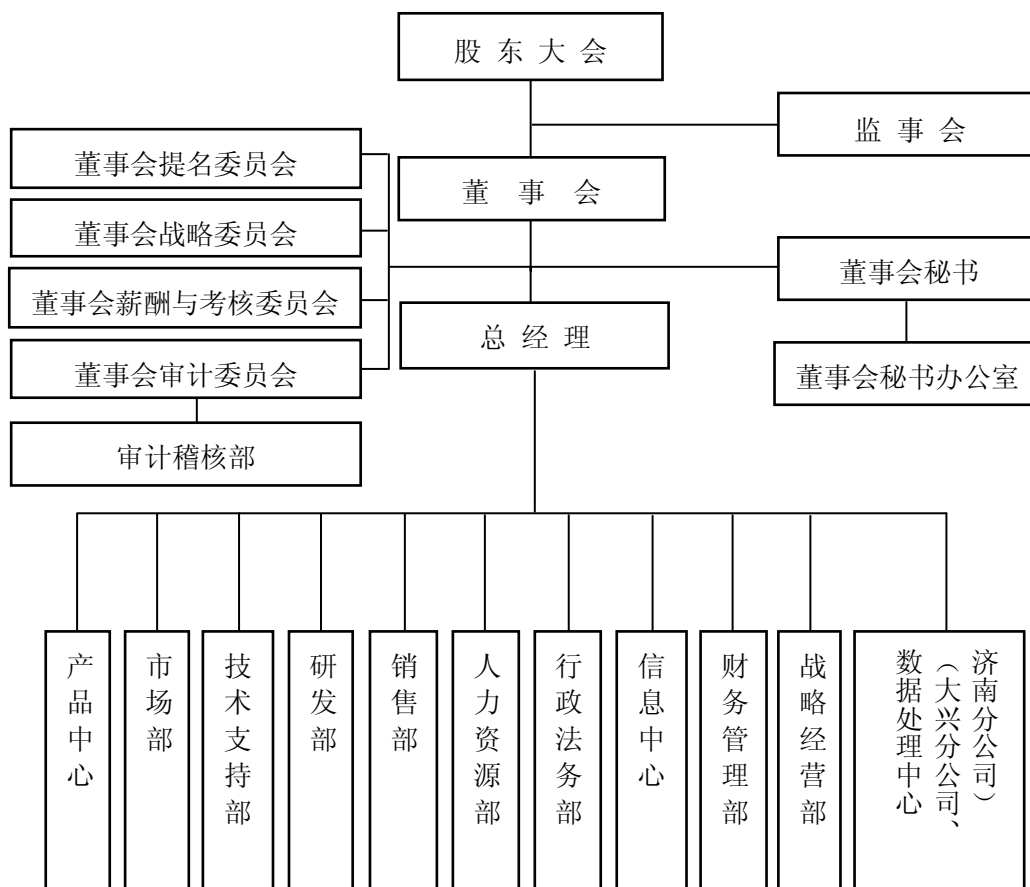 股东大会
监事会
董事会提名委员会
董事会
董事会战略委员会
董事会秘书
董事会薪酬与考核委员会
总经理
董事会审计委员会
董事会秘书办公室
审计稽核部
产品中心
市场部
技术支持部
研发部
销售部
人力资源部
行政法务部
信息中心
财务管理部
战略经营部
数据处理中心
（大兴分公司、
济南分公司）